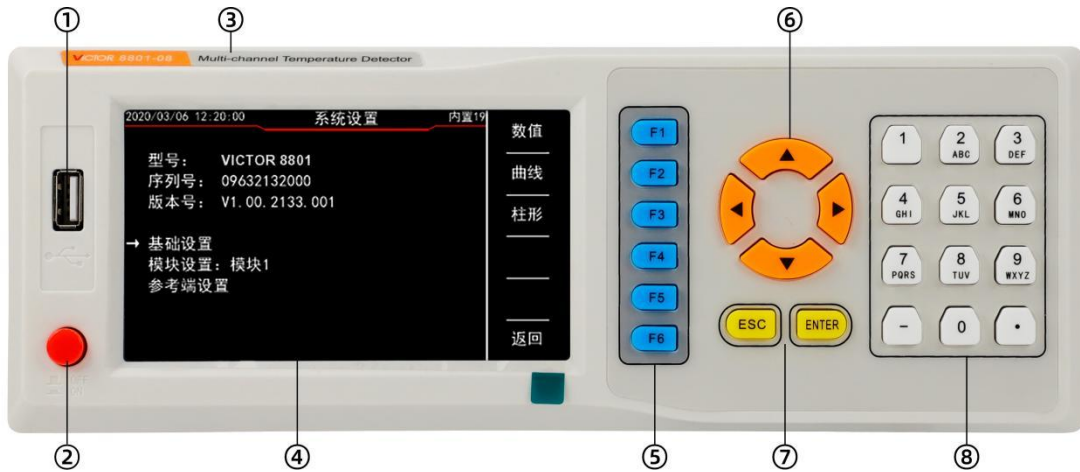 ① ③ ⑥
VICTOR 8801-08 Multi-channel Temperature Detector
2020/03/06 12:20:00 系统设置 内置19
型号： VICTOR 8801
序列号： 09632132000
版本号： V1.00.2133.001
→ 基础设置
模块设置：模块1
参考端设置
数值
曲线
柱形
返回
F1
F2
F3
F4
F5
F6
ESC ENTER
1 2 ABC 3 DEF
4 GHI 5 JKL 6 MNO
7 PQRS 8 TUV 9 WXYZ
- 0 •
② ④ ⑤ ⑦ ⑧